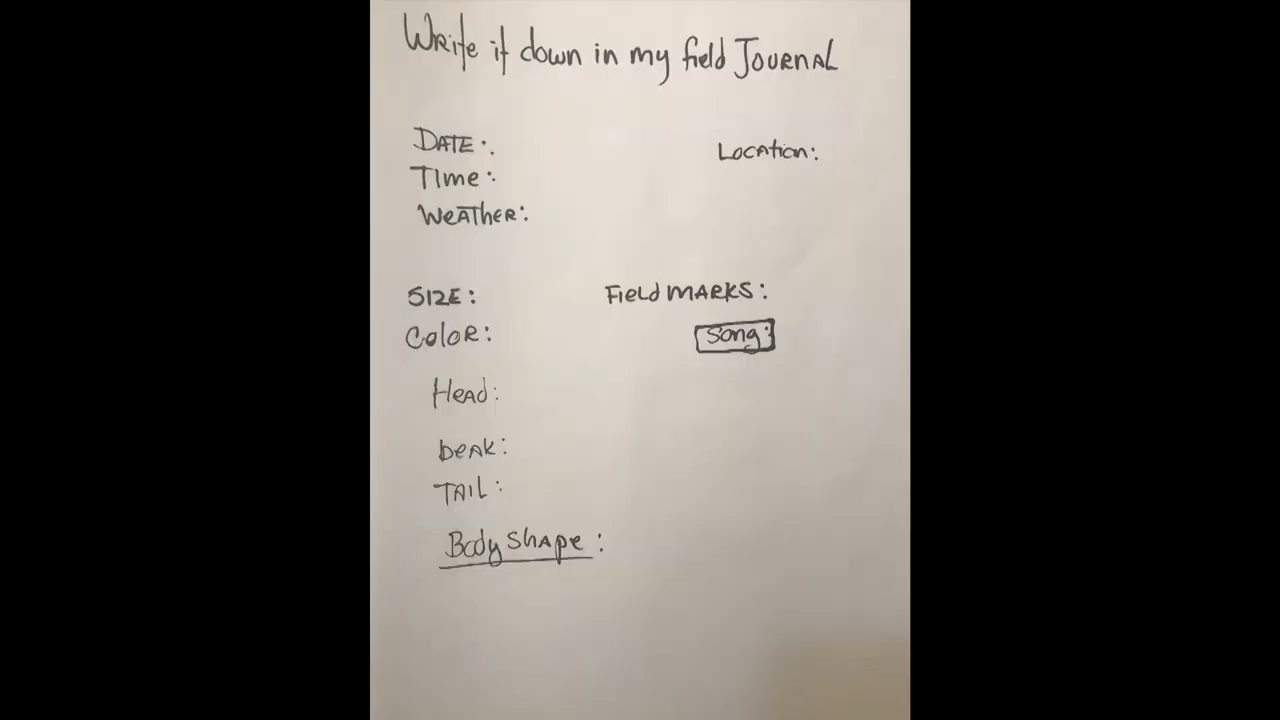 Write it down in my field JOURNAL
DATE:
Location:
Time:
Weather:
SIZE:
Field MARKS:
Color:
Song:
Head:
beak:
TAIL:
Body Shape: